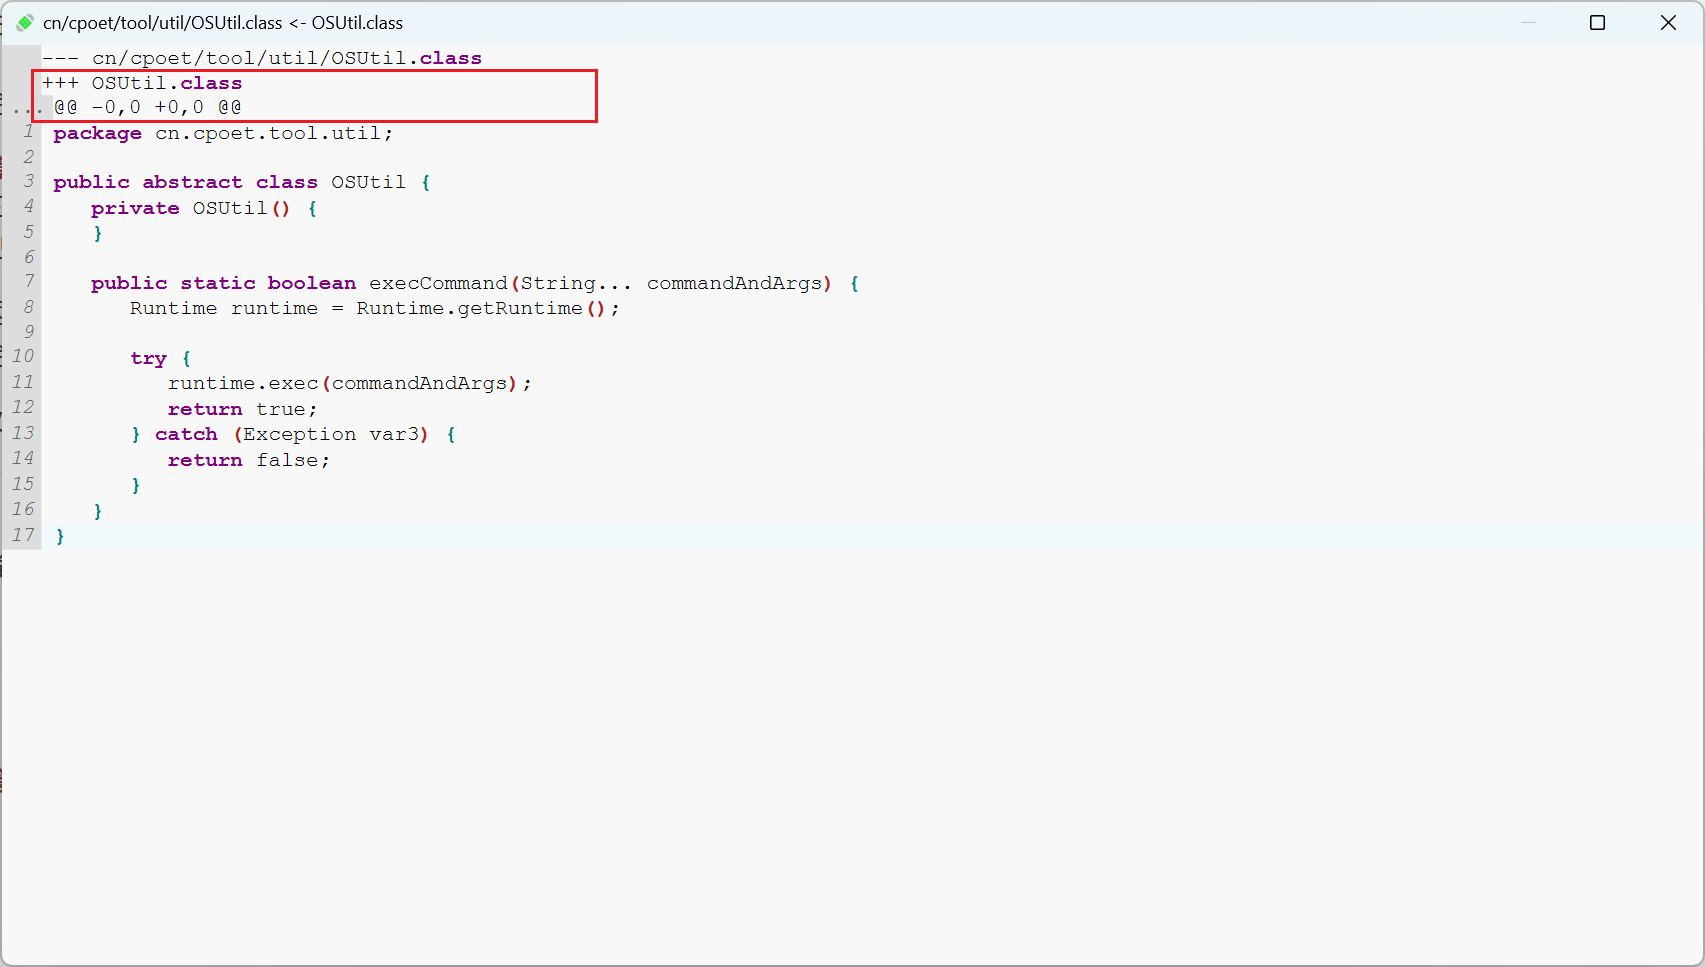 cn/cpoet/tool/util/OSUtil.class <- OSUtil.class
--- cn/cpoet/tool/util/OSUtil.class
+++ OSUtil.class
... @@ -0,0 +0,0 @@
1 package cn.cpoet.tool.util;
2
3 public abstract class OSUtil {
4    private OSUtil() {
5    }
6
7    public static boolean execCommand(String... commandAndArgs) {
8       Runtime runtime = Runtime.getRuntime();
9
10       try {
11          runtime.exec(commandAndArgs);
12          return true;
13       } catch (Exception var3) {
14          return false;
15       }
16    }
17 }